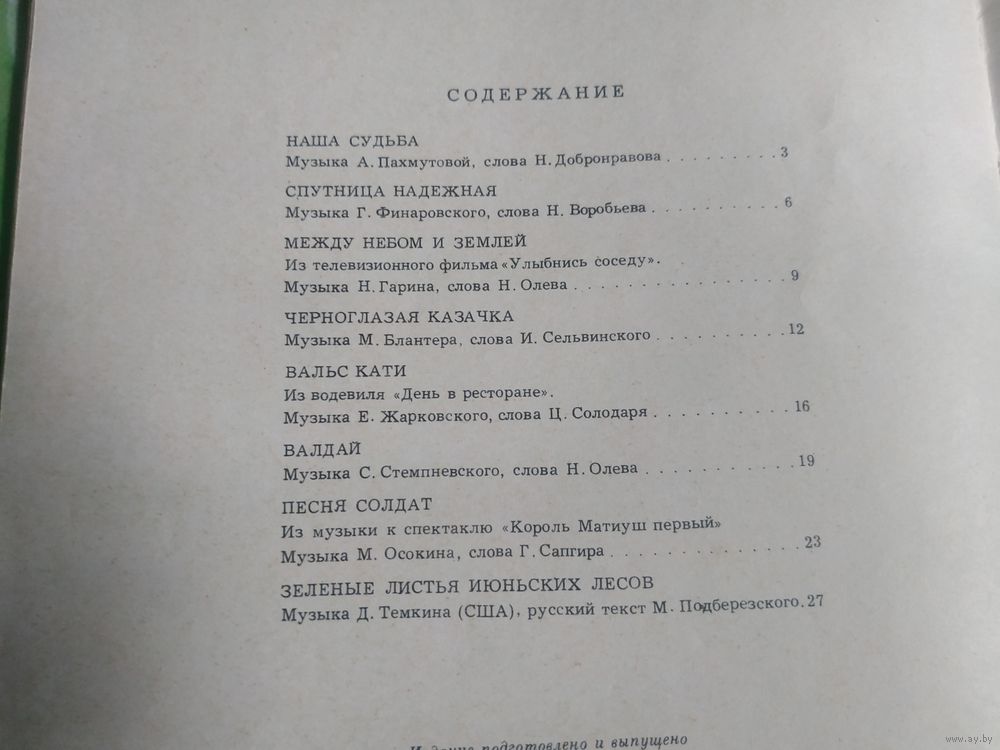 СОДЕРЖАНИЕ
НАША СУДЬБА
Музыка А. Пахмутовой, слова Н. Добронравова . . . . . . . . . 3
СПУТНИЦА НАДЕЖНАЯ
Музыка Г. Финаровского, слова Н. Воробьева . . . . . . . . . . 6
МЕЖДУ НЕБОМ И ЗЕМЛЕЙ
Из телевизионного фильма «Улыбнись соседу».
Музыка Н. Гарина, слова Н. Олева . . . . . . . . . . . . . . . 9
ЧЕРНОГЛАЗАЯ КАЗАЧКА
Музыка М. Блантера, слова И. Сельвинского . . . . . . . . . . 12
ВАЛЬС КАТИ
Из водевиля «День в ресторане».
Музыка Е. Жарковского, слова Ц. Солодаря . . . . . . . . . . 16
ВАЛДАЙ
Музыка С. Стемпневского, слова Н. Олева . . . . . . . . . . . 19
ПЕСНЯ СОЛДАТ
Из музыки к спектаклю «Король Матиуш первый»
Музыка М. Осокина, слова Г. Сапгира . . . . . . . . . . . . . 23
ЗЕЛЕНЫЕ ЛИСТЬЯ ИЮНЬСКИХ ЛЕСОВ
Музыка Д. Темкина (США), русский текст М. Подберезского. 27
Издание подготовлено и выпущено
www.ay.by